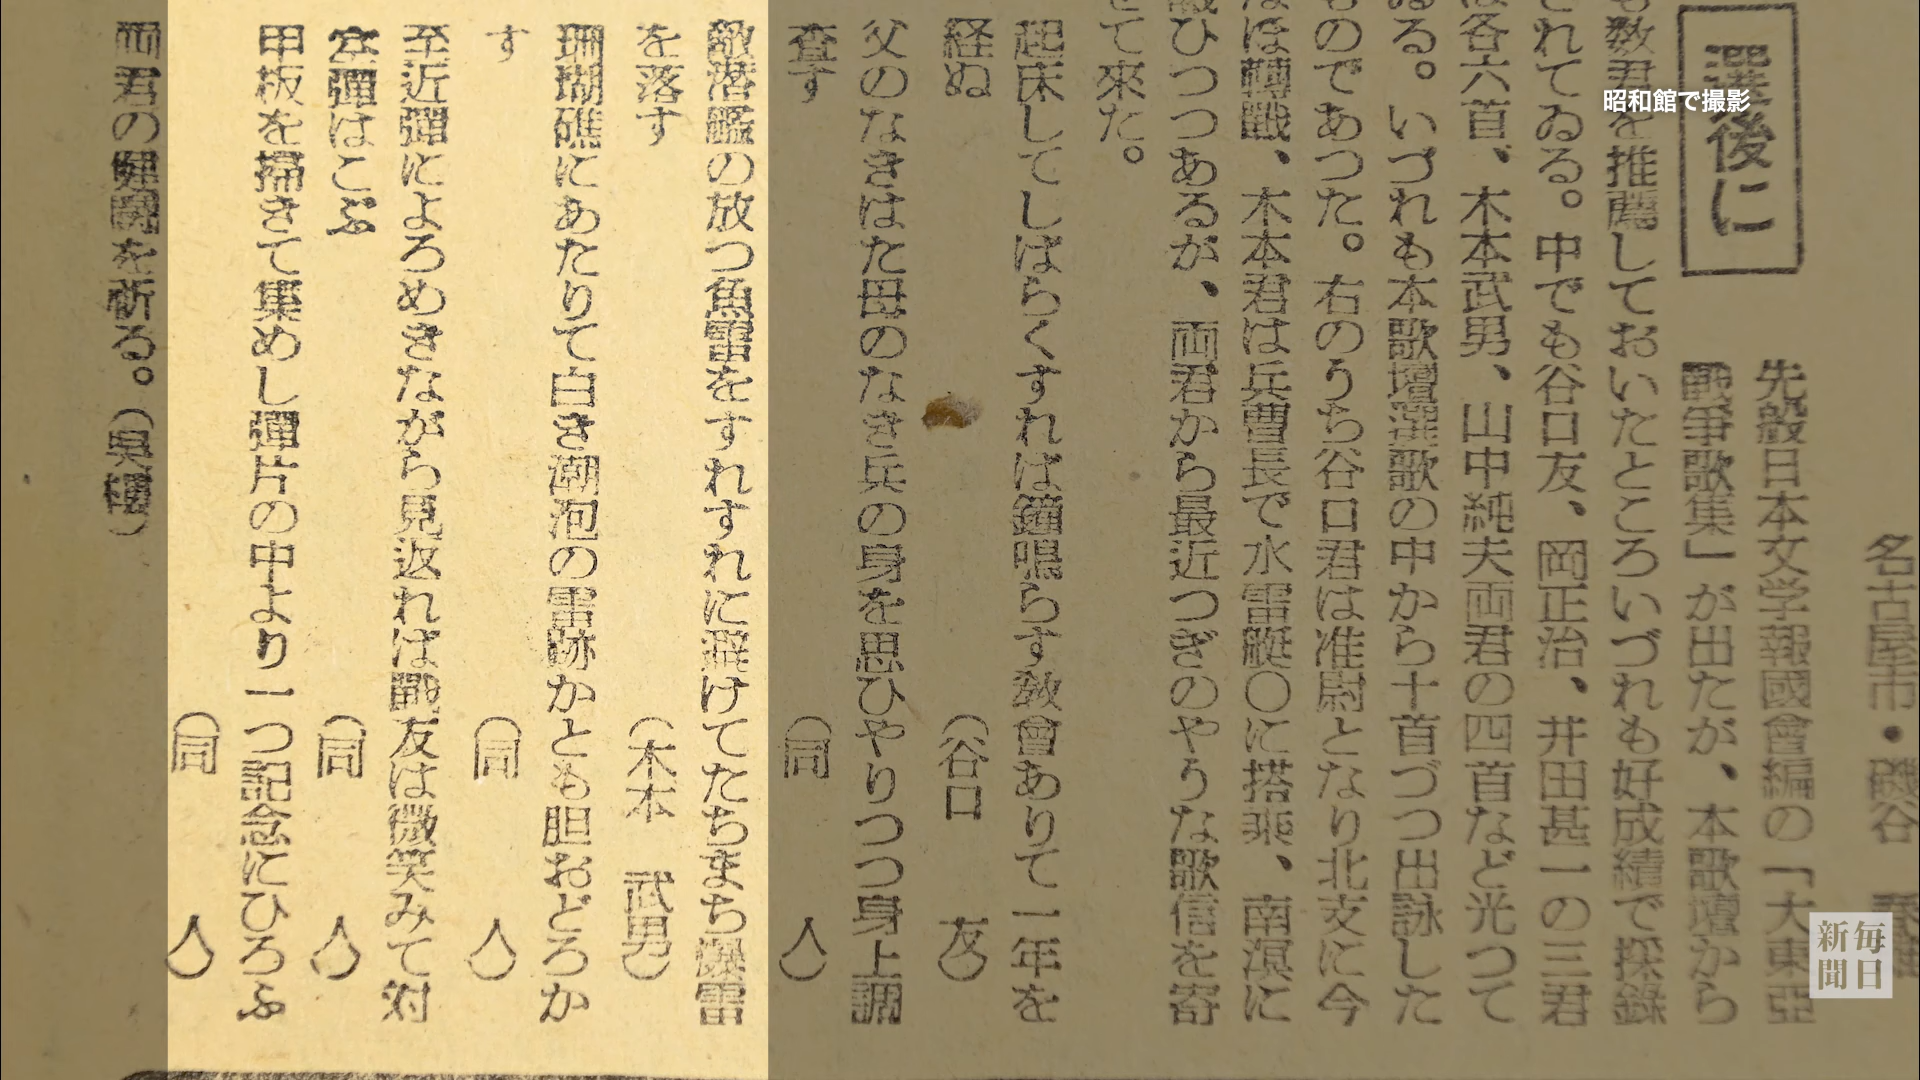 名古屋市・磯谷
選後に
先般日本文学報國會編の「大東亞
戰爭歌集」が出たが、本歌壇から
も数君を推薦しておいたところいづれも好成績で採錄
されてゐる。中でも谷口友、岡正治、井田甚一の三君
は各六首、木本武男、山中純夫両君の四首など光つて
ゐる。いづれも本歌壇選歌の中から十首づつ出詠した
ものであつた。右のうち谷口君は准尉となり北支に今
なほ轉戰、木本君は兵曹長で水雷艇〇に搭乘、南溟に
戰ひつつあるが、両君から最近つぎのやうな歌信を寄
せて來た。
起床してしばらくすれば鐘鳴らす敎會ありて一年を
経ぬ　（谷口　友）
父のなきはた母のなき兵の身を思ひやりつつ身上調
査す　（同　人）
敵潜艦の放つ魚雷をすれすれに避けてたちまち爆雷
を落す　（木本　武男）
珊瑚礁にあたりて白き潮泡の雷跡かとも胆おどろか
す　（同　人）
至近彈によろめきながら見返れば戰友は微笑みて対
空彈はこぶ　（同　人）
甲板を掃きて集めし彈片の中より一つ記念にひろふ
（同　人）
両君の健鬪を祈る。
昭和館で撮影
毎日新聞